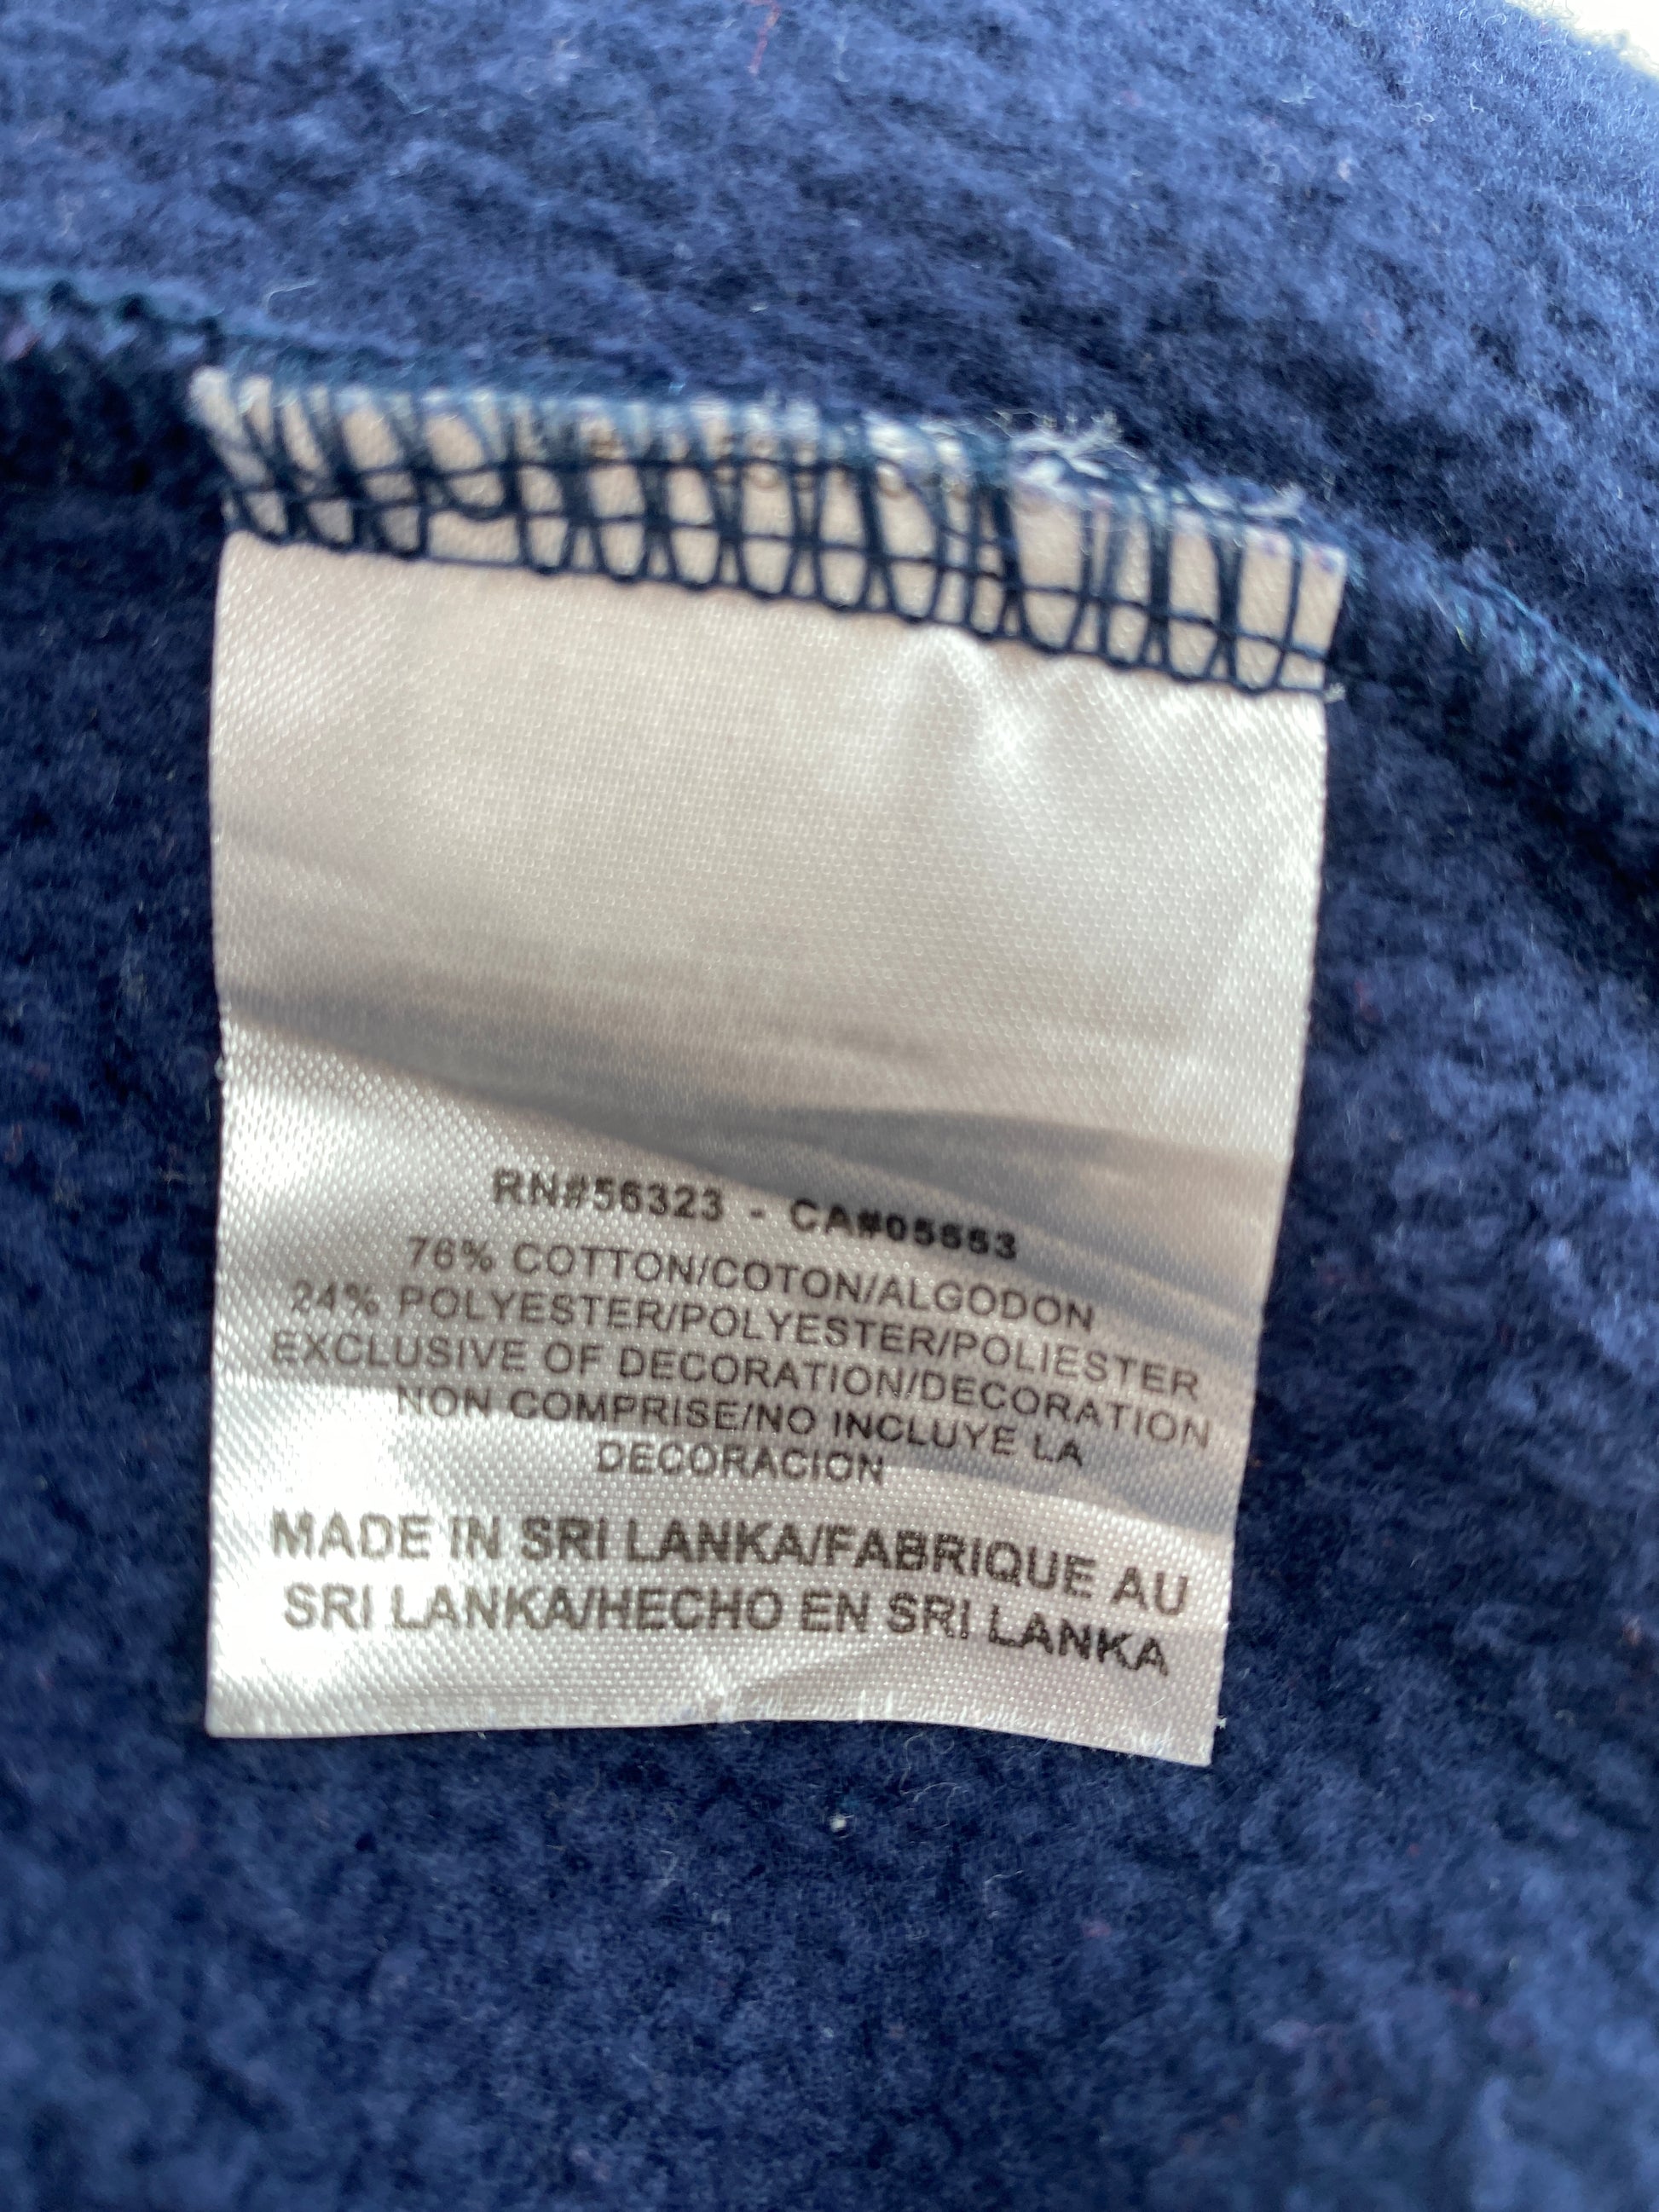 RN#56323 - CA#05553
76% COTTON/COTON/ALGODON
24% POLYESTER/POLYESTER/POLIESTER
EXCLUSIVE OF DECORATION/DECORATION
NON COMPRISE/NO INCLUYE LA
DECORACION
MADE IN SRI LANKA/FABRIQUE AU
SRI LANKA/HECHO EN SRI LANKA